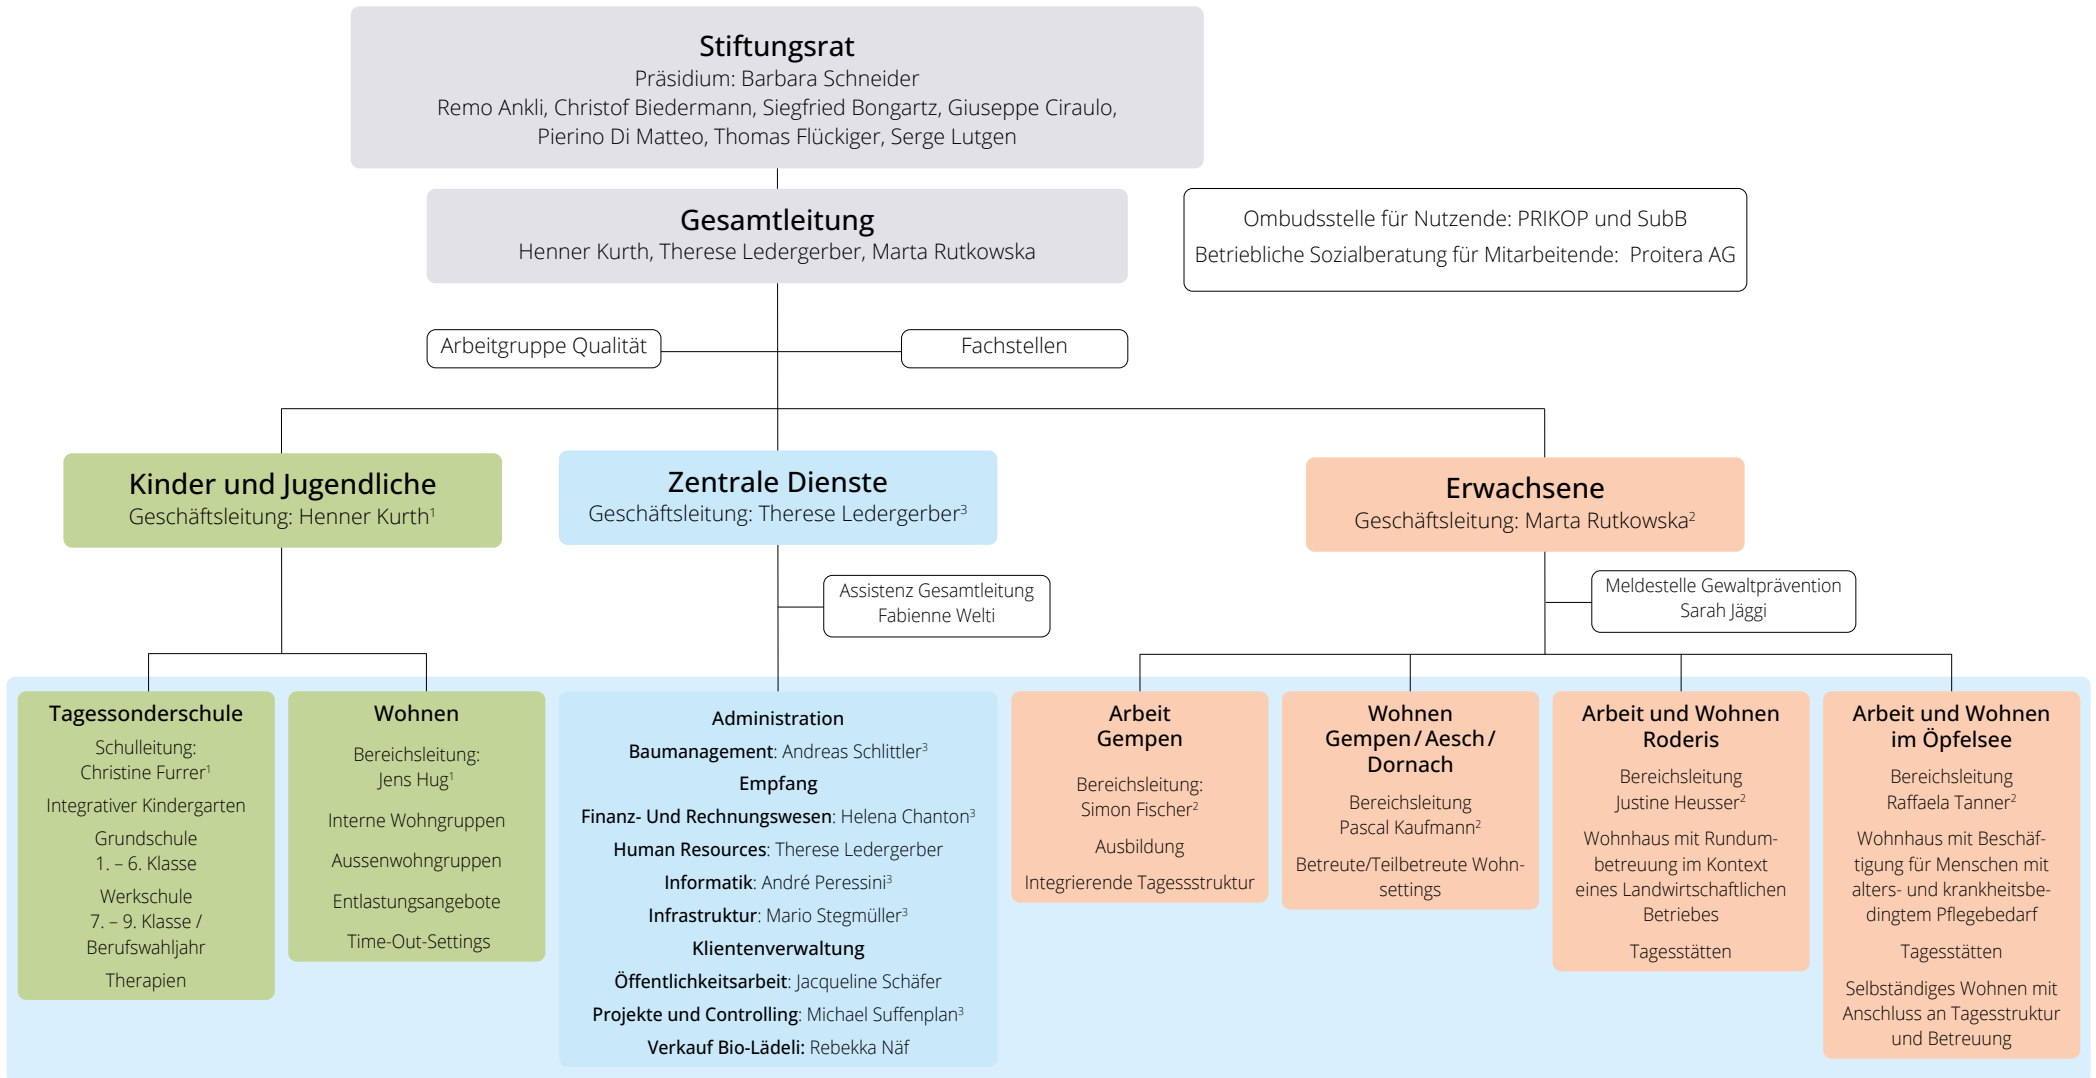 Stiftungsrat
Präsidium: Barbara Schneider
Remo Ankli, Christof Biedermann, Siegfried Bongartz, Giuseppe Ciraulo,
Pierino Di Matteo, Thomas Flückiger, Serge Lutgen
Gesamtleitung
Henner Kurth, Therese Ledergerber, Marta Rutkowska
Ombudsstelle für Nutzende: PRIKOP und SubB
Betriebliche Sozialberatung für Mitarbeitende: Proitera AG
Arbeitgruppe Qualität
Fachstellen
Kinder und Jugendliche
Geschäftsleitung: Henner Kurth¹
Zentrale Dienste
Geschäftsleitung: Therese Ledergerber³
Erwachsene
Geschäftsleitung: Marta Rutkowska²
Assistenz Gesamtleitung
Fabienne Welti
Meldestelle Gewaltprävention
Sarah Jäggi
Tagessonderschule
Schulleitung:
Christine Furrer¹
Integrativer Kindergarten
Grundschule
1. – 6. Klasse
Werkschule
7. – 9. Klasse /
Berufswahljahr
Therapien
Wohnen
Bereichsleitung:
Jens Hug¹
Interne Wohngruppen
Aussenwohngruppen
Entlastungsangebote
Time-Out-Settings
Administration
Baumanagement: Andreas Schlittler³
Empfang
Finanz- Und Rechnungswesen: Helena Chanton³
Human Resources: Therese Ledergerber
Informatik: André Peressini³
Infrastruktur: Mario Stegmüller³
Klientenverwaltung
Öffentlichkeitsarbeit: Jacqueline Schäfer
Projekte und Controlling: Michael Suffenplan³
Verkauf Bio-Lädeli: Rebekka Näf
Arbeit
Gempen
Bereichsleitung:
Simon Fischer²
Ausbildung
Integrierende Tagessstruktur
Wohnen
Gempen / Aesch /
Dornach
Bereichsleitung
Pascal Kaufmann²
Betreute/Teilbetreute Wohn-
settings
Arbeit und Wohnen
Roderis
Bereichsleitung
Justine Heusser²
Wohnhaus mit Rundum-
betreuung im Kontext
eines Landwirtschaftlichen
Betriebes
Tagesstätten
Arbeit und Wohnen
im Öpfelsee
Bereichsleitung
Raffaela Tanner²
Wohnhaus mit Beschäf-
tigung für Menschen mit
alters- und krankheitsbe-
dingtem Pflegebedarf
Tagesstätten
Selbständiges Wohnen mit
Anschluss an Tagesstruktur
und Betreuung